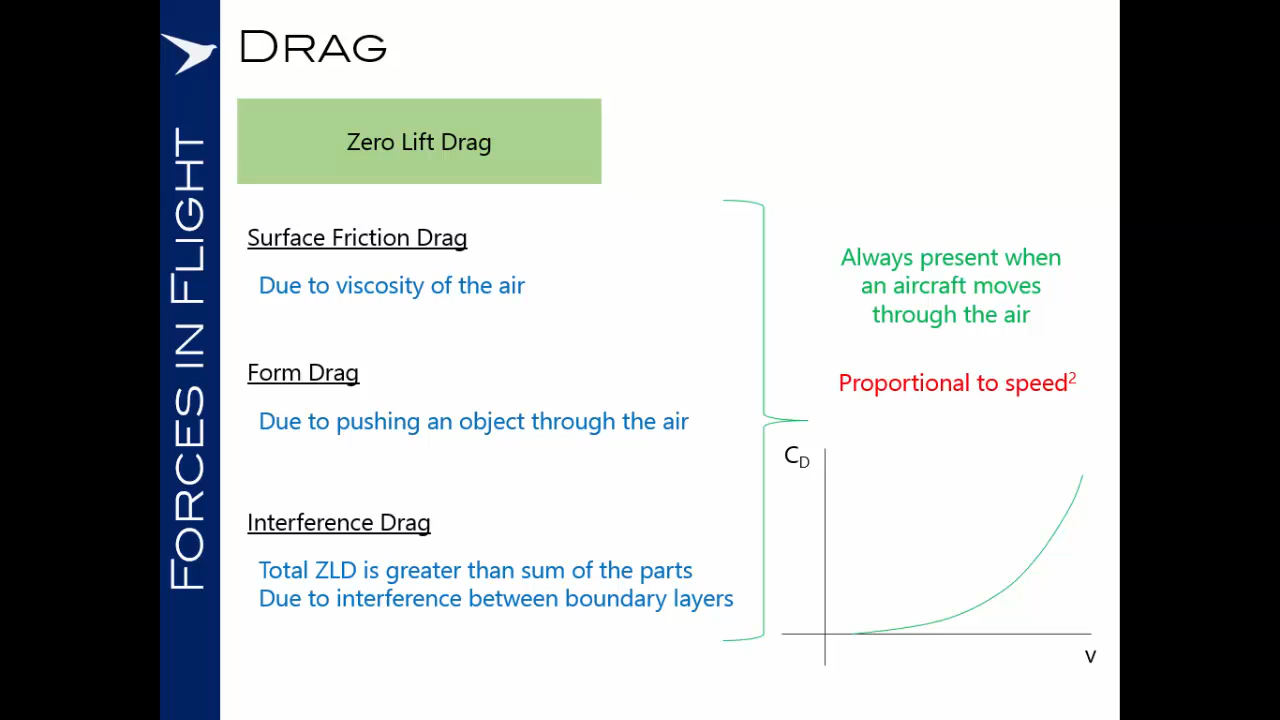 FORCES IN FLIGHT
DRAG
Zero Lift Drag
Surface Friction Drag
Due to viscosity of the air
Form Drag
Due to pushing an object through the air
Interference Drag
Total ZLD is greater than sum of the parts
Due to interference between boundary layers
Always present when
an aircraft moves
through the air
Proportional to speed²
C_D
v